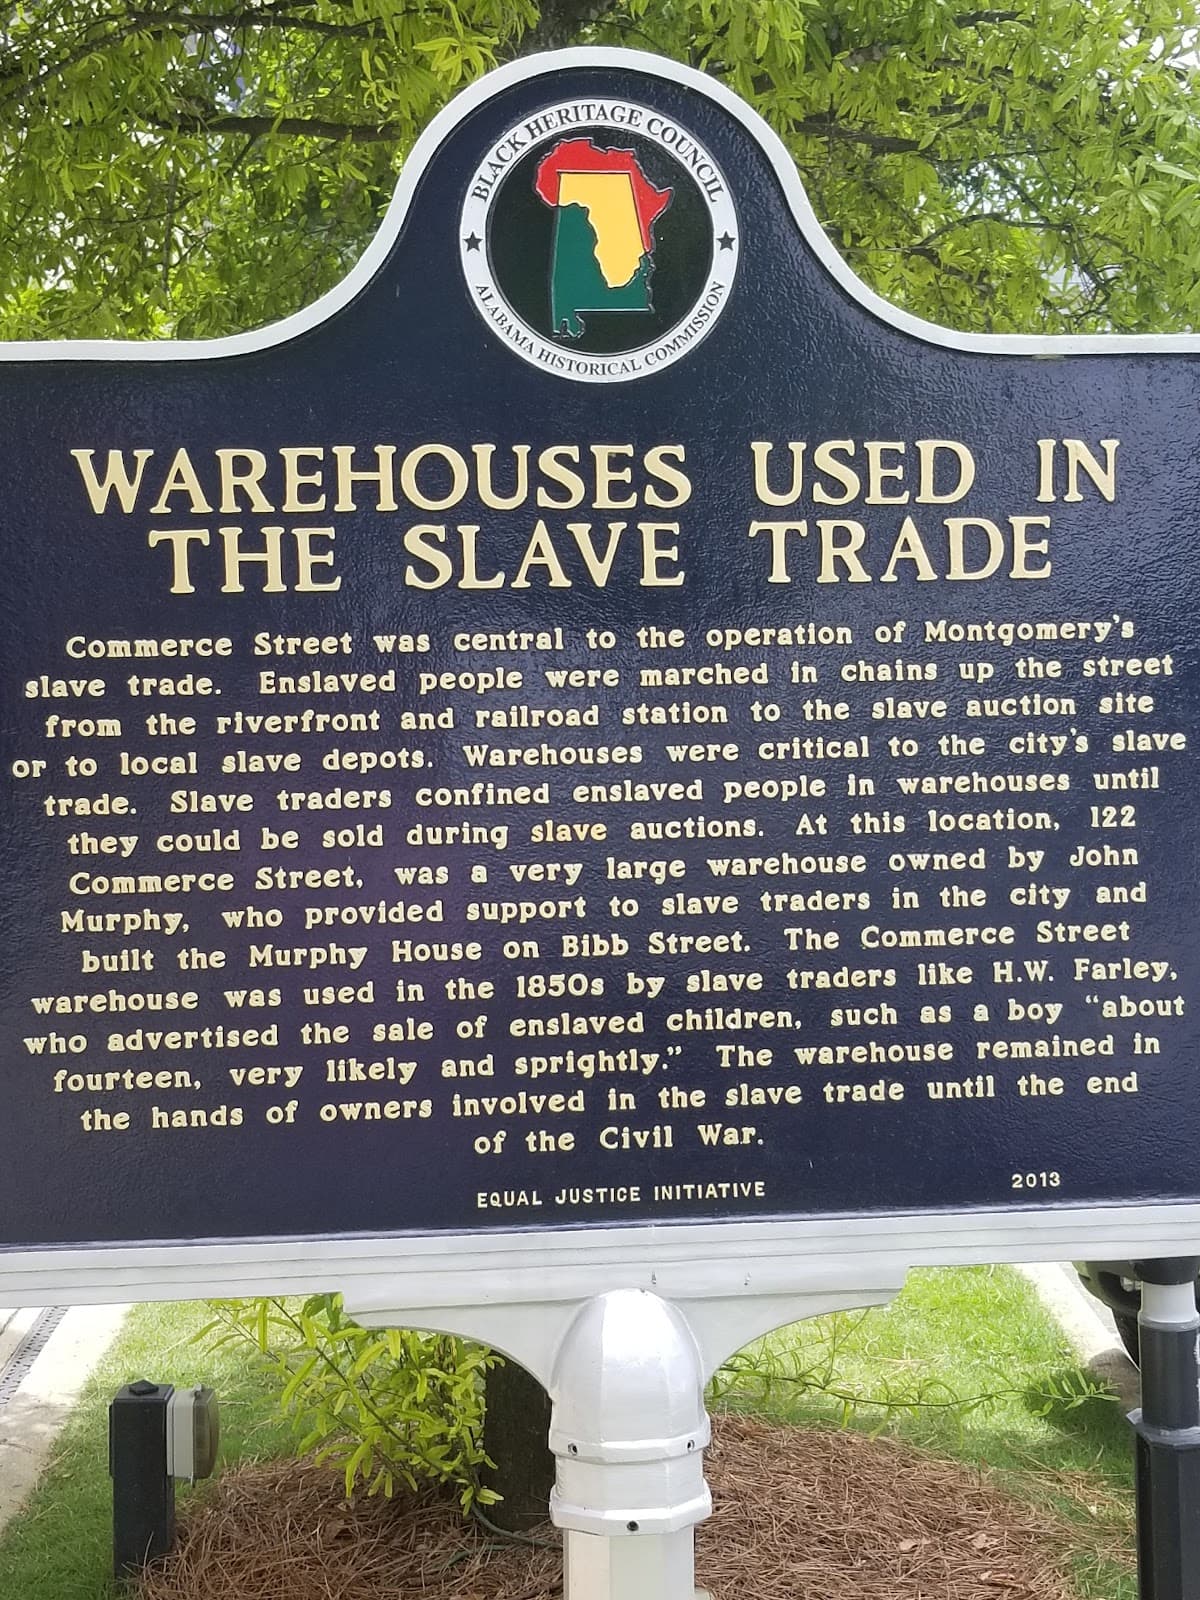 BLACK HERITAGE COUNCIL
ALABAMA HISTORICAL COMMISSION
WAREHOUSES USED IN
THE SLAVE TRADE
Commerce Street was central to the operation of Montgomery's
slave trade. Enslaved people were marched in chains up the street
from the riverfront and railroad station to the slave auction site
or to local slave depots. Warehouses were critical to the city's slave
trade. Slave traders confined enslaved people in warehouses until
they could be sold during slave auctions. At this location, 122
Commerce Street, was a very large warehouse owned by John
Murphy, who provided support to slave traders in the city and
built the Murphy House on Bibb Street. The Commerce Street
warehouse was used in the 1850s by slave traders like H.W. Farley,
who advertised the sale of enslaved children, such as a boy "about
fourteen, very likely and sprightly." The warehouse remained in
the hands of owners involved in the slave trade until the end
of the Civil War.
EQUAL JUSTICE INITIATIVE 2013